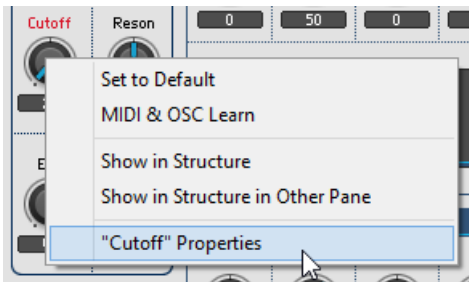 Cutoff Reson 0 50 0
Set to Default
MIDI & OSC Learn
Show in Structure
Show in Structure in Other Pane
"Cutoff" Properties